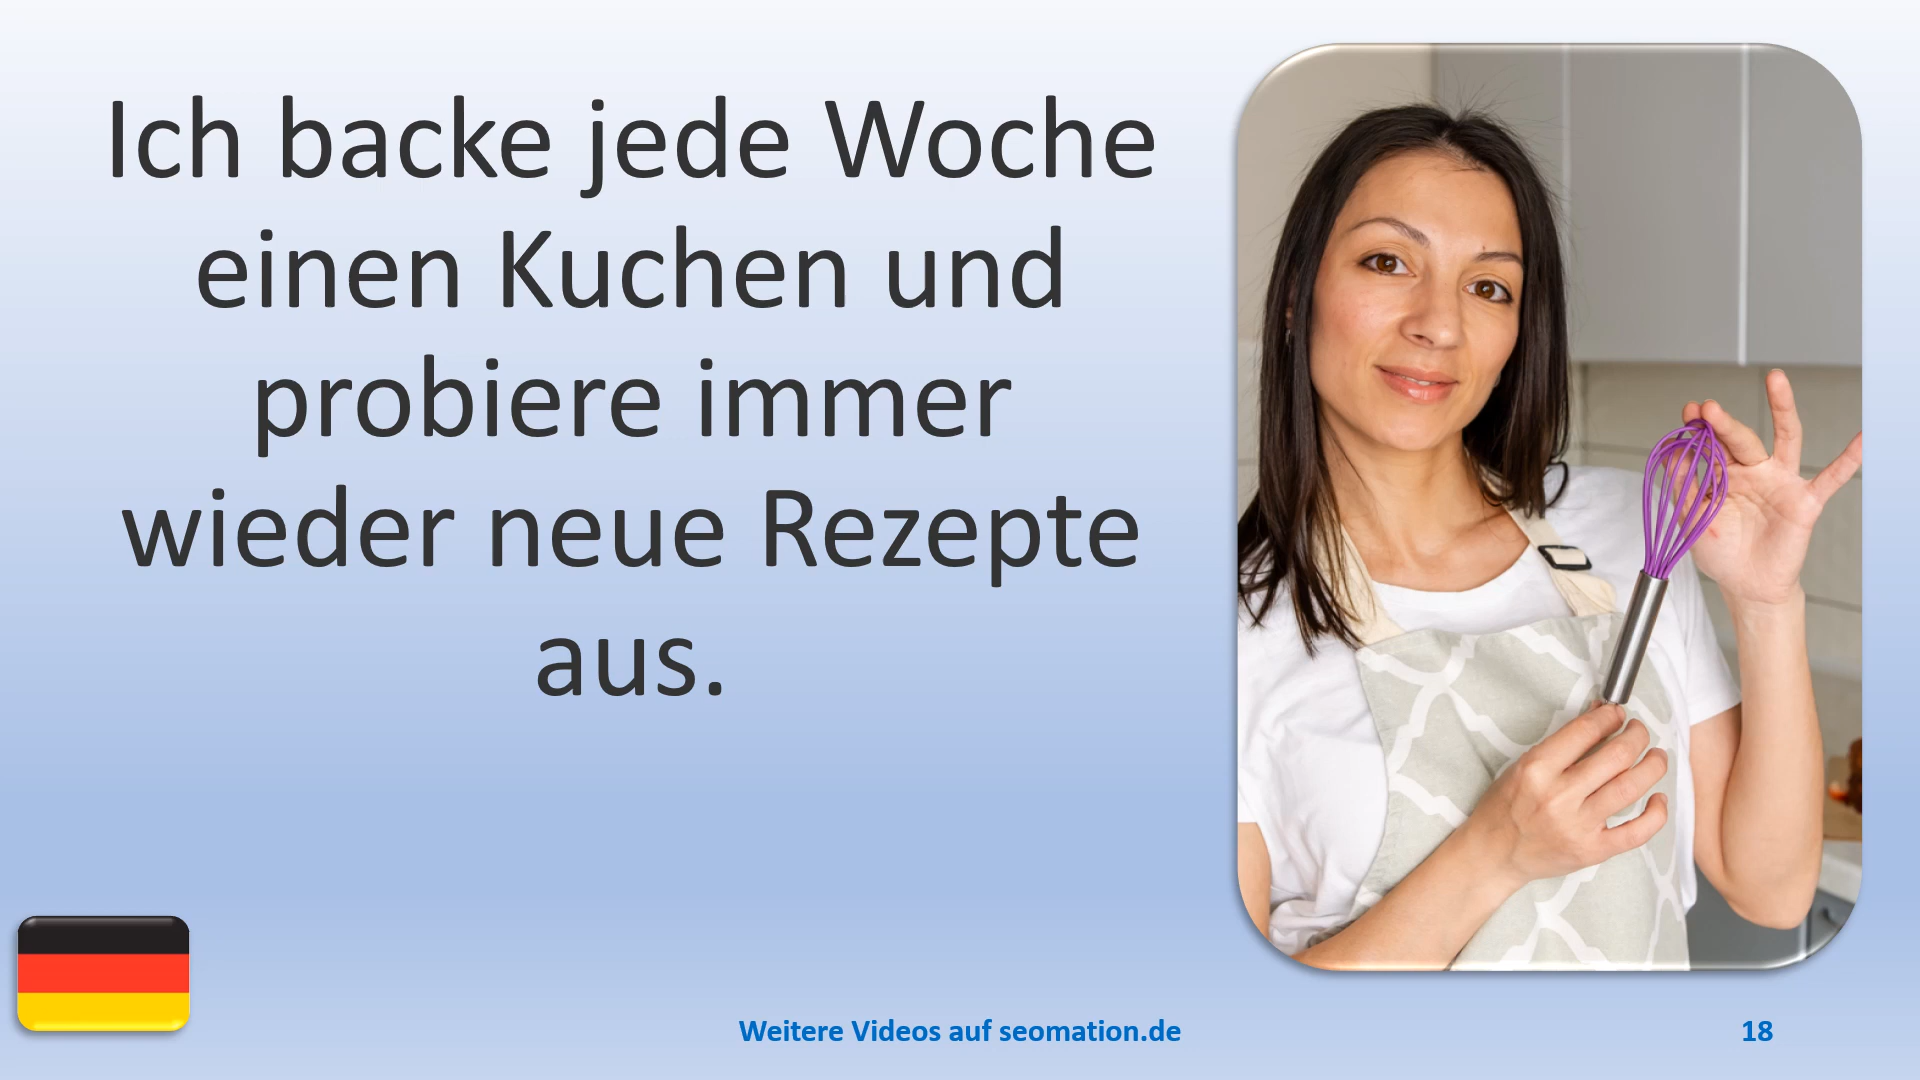 Ich backe jede Woche
einen Kuchen und
probiere immer
wieder neue Rezepte
aus.
Weitere Videos auf seomation.de
18